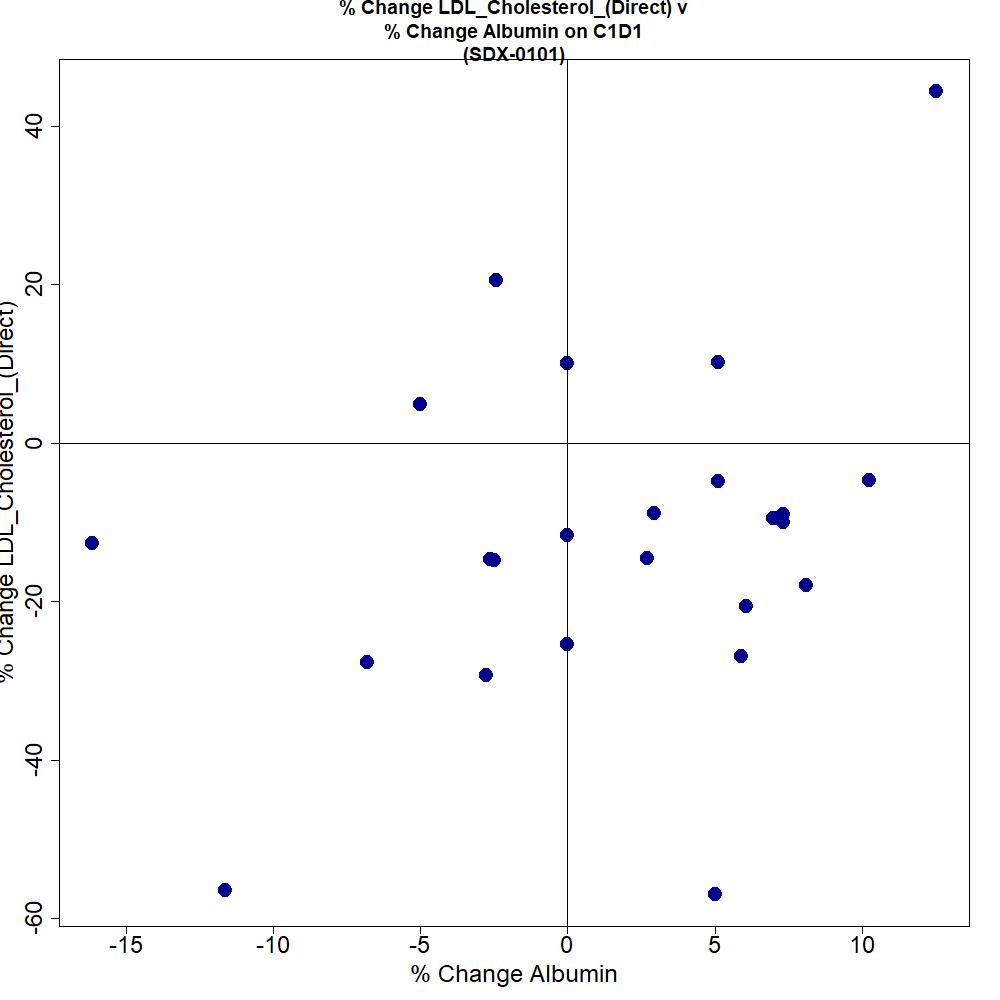 % Change LDL_Cholesterol_(Direct) v
% Change Albumin on C1D1
(SDX-0101)
% Change LDL_Cholesterol_(Direct)
40
20
0
-20
-40
-60
-15
-10
-5
0
5
10
% Change Albumin